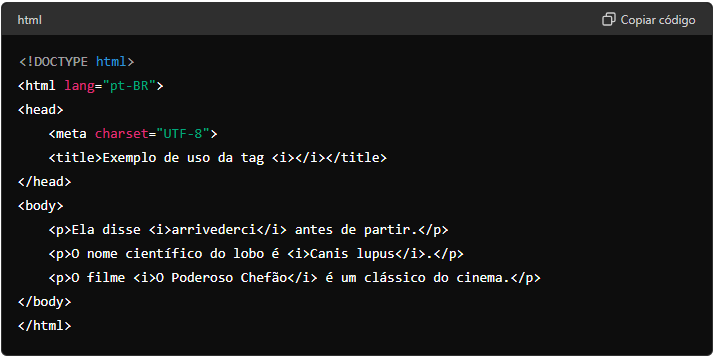 html
Copiar código
<!DOCTYPE html>
<html lang="pt-BR">
<head>
    <meta charset="UTF-8">
    <title>Exemplo de uso da tag <i></i></title>
</head>
<body>
    <p>Ela disse <i>arrivederci</i> antes de partir.</p>
    <p>O nome científico do lobo é <i>Canis lupus</i>.</p>
    <p>O filme <i>O Poderoso Chefão</i> é um clássico do cinema.</p>
</body>
</html>